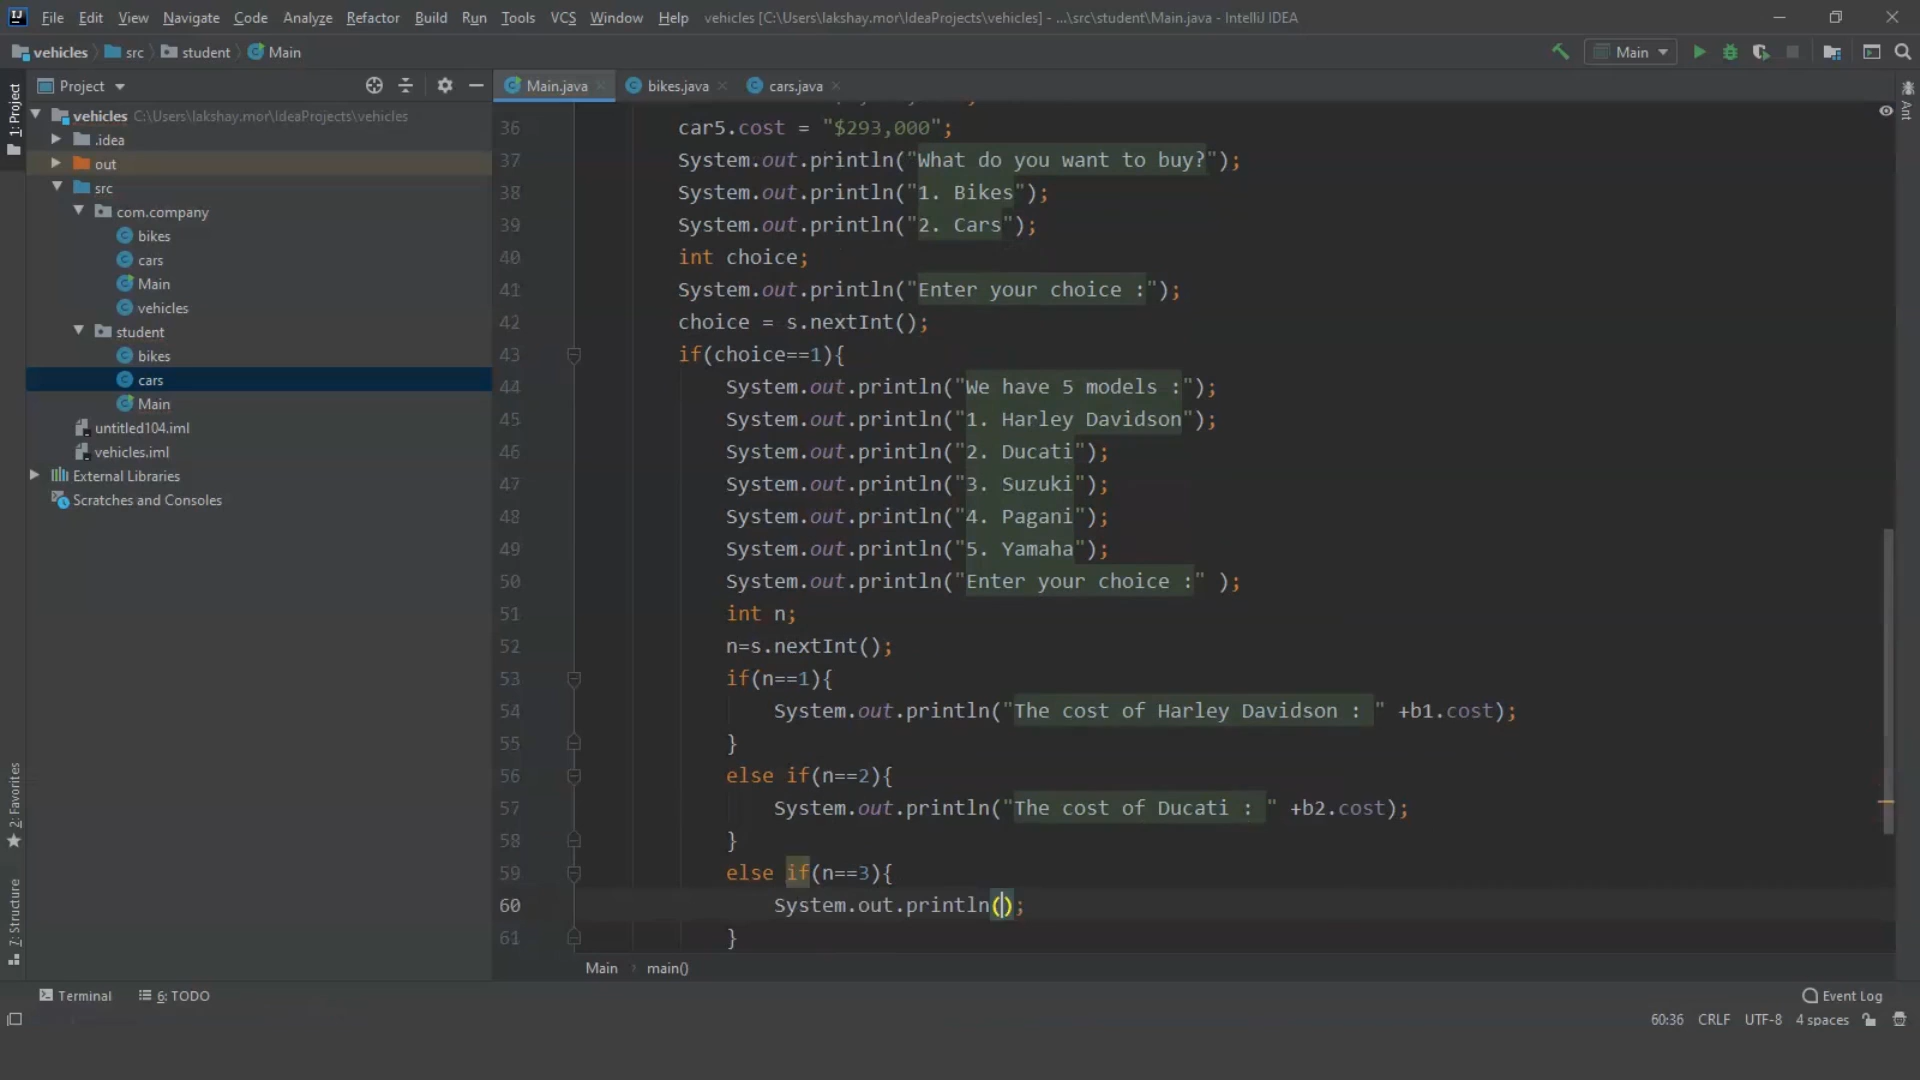 File Edit View Navigate Code Analyze Refactor Build Run Tools VCS Window Help vehicles [C:\Users\lakshay.mor\IdeaProjects\vehicles] - ...\src\student\Main.java - IntelliJ IDEA
vehicles src student Main Main
Project Main.java bikes.java cars.java
1: Project
Ant
vehicles C:\Users\lakshay.mor\IdeaProjects\vehicles
.idea
out
src
com.company
bikes
cars
Main
vehicles
student
bikes
cars
Main
untitled104.iml
vehicles.iml
External Libraries
Scratches and Consoles
2: Favorites
7: Structure
36 car5.cost = "$293,000";
37 System.out.println("What do you want to buy?");
38 System.out.println("1. Bikes");
39 System.out.println("2. Cars");
40 int choice;
41 System.out.println("Enter your choice :");
42 choice = s.nextInt();
43 if(choice==1){
44 System.out.println("We have 5 models :");
45 System.out.println("1. Harley Davidson");
46 System.out.println("2. Ducati");
47 System.out.println("3. Suzuki");
48 System.out.println("4. Pagani");
49 System.out.println("5. Yamaha");
50 System.out.println("Enter your choice :" );
51 int n;
52 n=s.nextInt();
53 if(n==1){
54 System.out.println("The cost of Harley Davidson : " +b1.cost);
55 }
56 else if(n==2){
57 System.out.println("The cost of Ducati : " +b2.cost);
58 }
59 else if(n==3){
60 System.out.println();
61 }
Main main()
Terminal 6: TODO Event Log
60:36 CRLF UTF-8 4 spaces